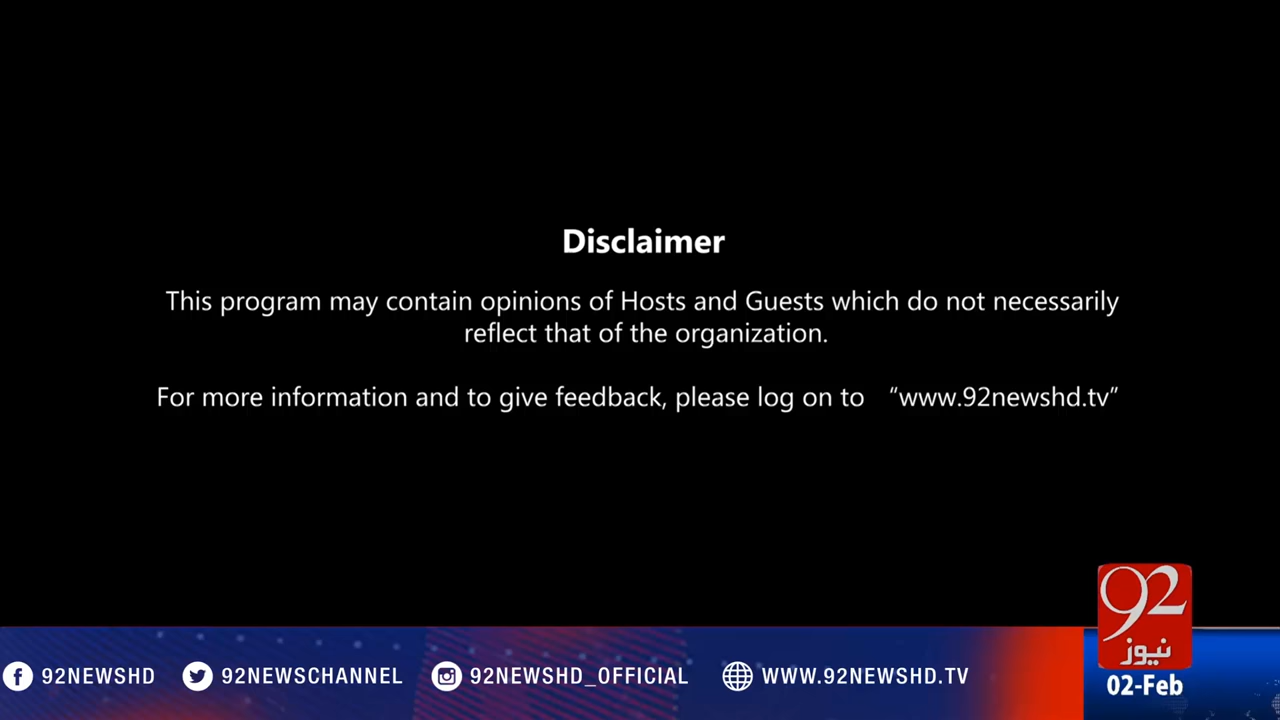 Disclaimer
This program may contain opinions of Hosts and Guests which do not necessarily
reflect that of the organization.
For more information and to give feedback, please log on to “www.92newshd.tv”
92
نیوز
92NEWSHD 92NEWSCHANNEL 92NEWSHD_OFFICIAL WWW.92NEWSHD.TV
02-Feb